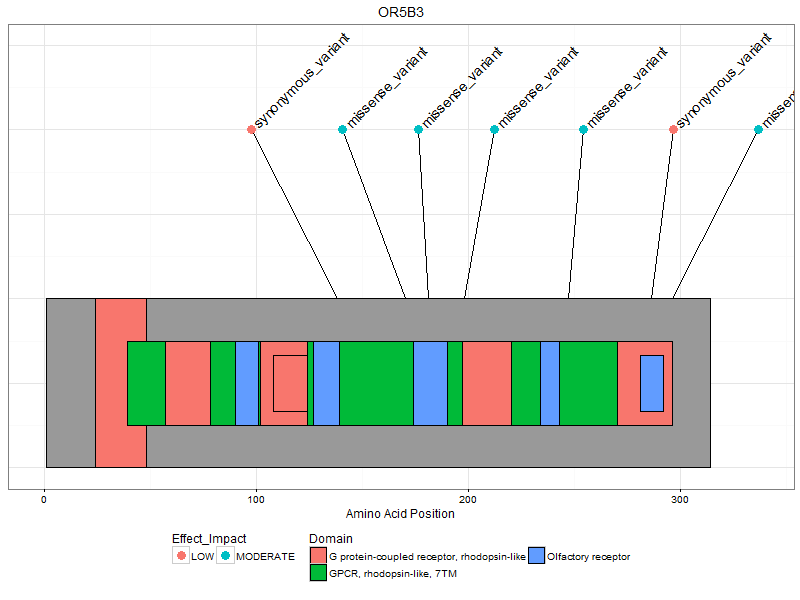 OR5B3
synonymous_variant
missense_variant
missense_variant
missense_variant
missense_variant
synonymous_variant
missen
0 100 200 300
Amino Acid Position
Effect_Impact
LOW MODERATE
Domain
G protein-coupled receptor, rhodopsin-like Olfactory receptor
GPCR, rhodopsin-like, 7TM